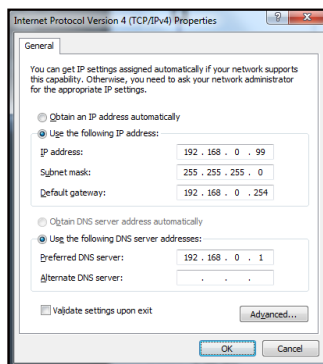 Internet Protocol Version 4 (TCP/IPv4) Properties
General
You can get IP settings assigned automatically if your network supports
this capability. Otherwise, you need to ask your network administrator
for the appropriate IP settings.
Obtain an IP address automatically
Use the following IP address:
IP address: 192 . 168 . 0 . 99
Subnet mask: 255 . 255 . 255 . 0
Default gateway: 192 . 168 . 0 . 254
Obtain DNS server address automatically
Use the following DNS server addresses:
Preferred DNS server: 192 . 168 . 0 . 1
Alternate DNS server: . . .
Validate settings upon exit
Advanced...
OK Cancel